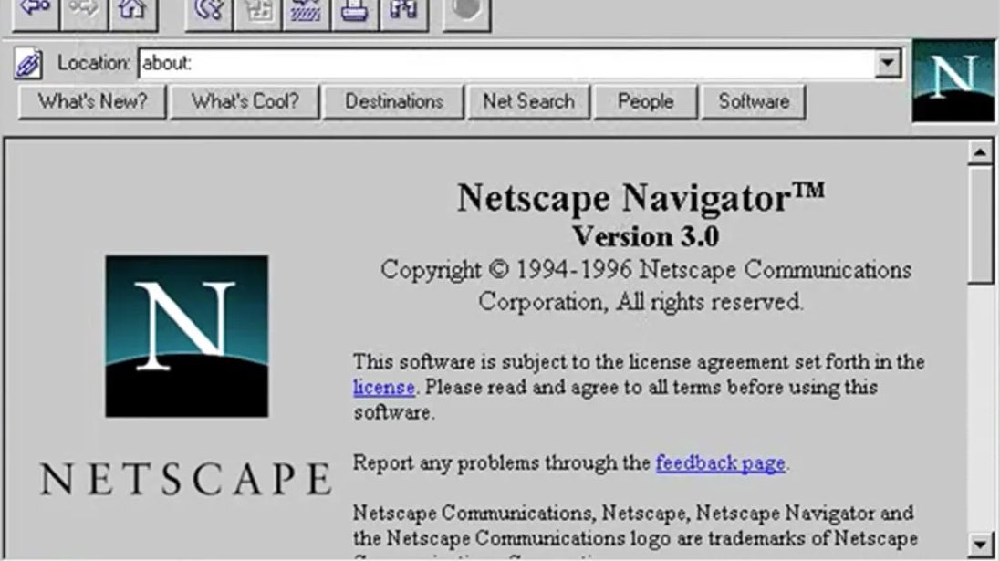 Location: about:
N
What's New? What's Cool? Destinations Net Search People Software
Netscape Navigator™
Version 3.0
Copyright © 1994-1996 Netscape Communications
Corporation, All rights reserved.
N
NETSCAPE
This software is subject to the license agreement set forth in the
license. Please read and agree to all terms before using this
software.
Report any problems through the feedback page.
Netscape Communications, Netscape, Netscape Navigator and
the Netscape Communications logo are trademarks of Netscape